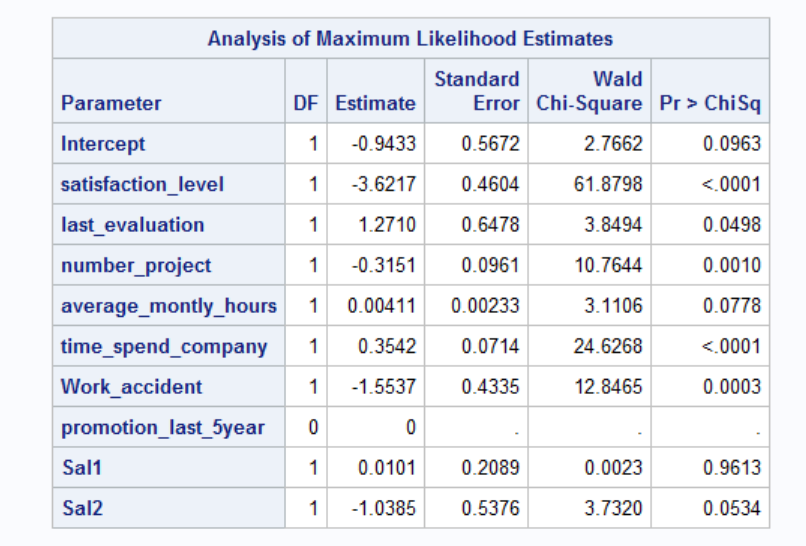 Analysis of Maximum Likelihood Estimates
Parameter DF Estimate Standard Error Wald Chi-Square Pr > ChiSq
Intercept 1 -0.9433 0.5672 2.7662 0.0963
satisfaction_level 1 -3.6217 0.4604 61.8798 <.0001
last_evaluation 1 1.2710 0.6478 3.8494 0.0498
number_project 1 -0.3151 0.0961 10.7644 0.0010
average_montly_hours 1 0.00411 0.00233 3.1106 0.0778
time_spend_company 1 0.3542 0.0714 24.6268 <.0001
Work_accident 1 -1.5537 0.4335 12.8465 0.0003
promotion_last_5year 0 0 . . .
Sal1 1 0.0101 0.2089 0.0023 0.9613
Sal2 1 -1.0385 0.5376 3.7320 0.0534